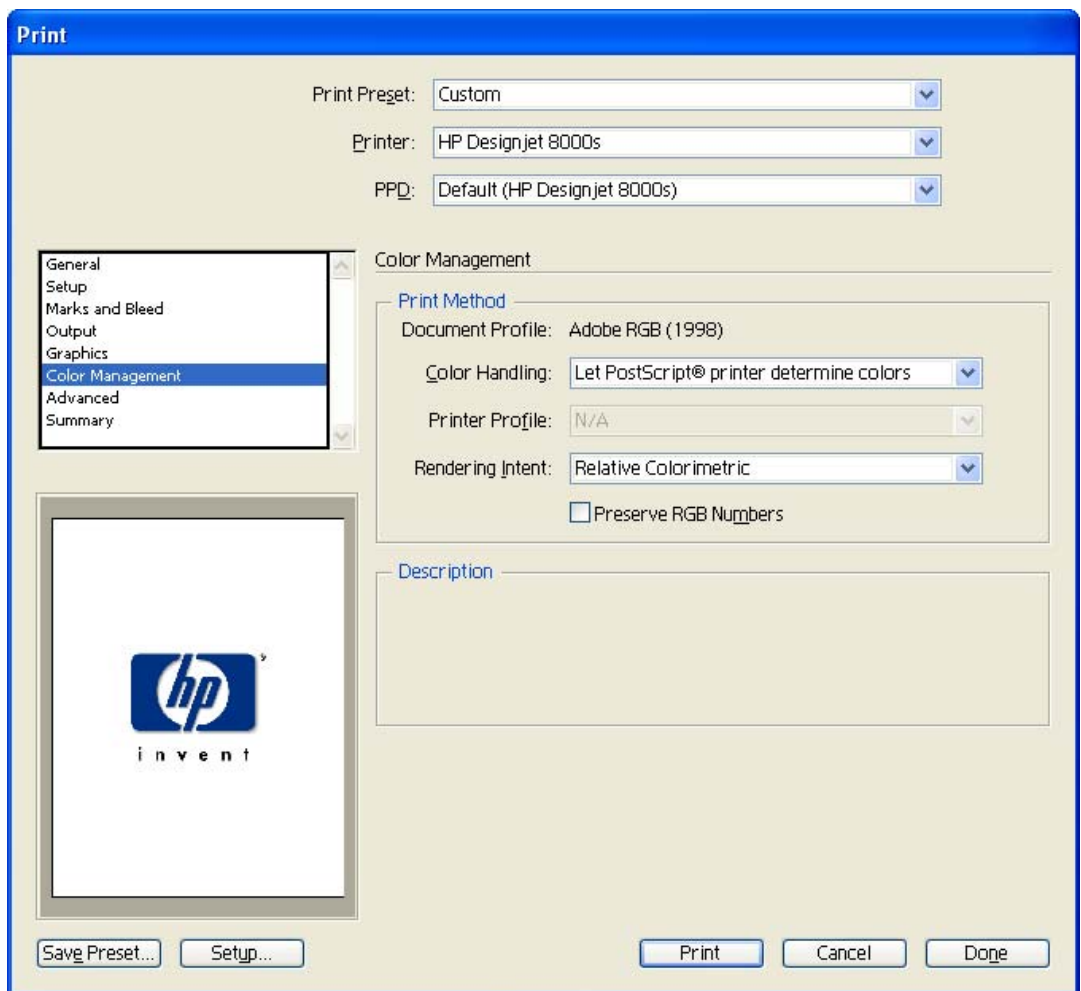 Print
Print Preset: Custom
Printer: HP Designjet 8000s
PPD: Default (HP Designjet 8000s)
General
Setup
Marks and Bleed
Output
Graphics
Color Management
Advanced
Summary
Color Management
Print Method
Document Profile: Adobe RGB (1998)
Color Handling: Let PostScript® printer determine colors
Printer Profile: N/A
Rendering Intent: Relative Colorimetric
Preserve RGB Numbers
Description
hp
invent
Save Preset... Setup... Print Cancel Done